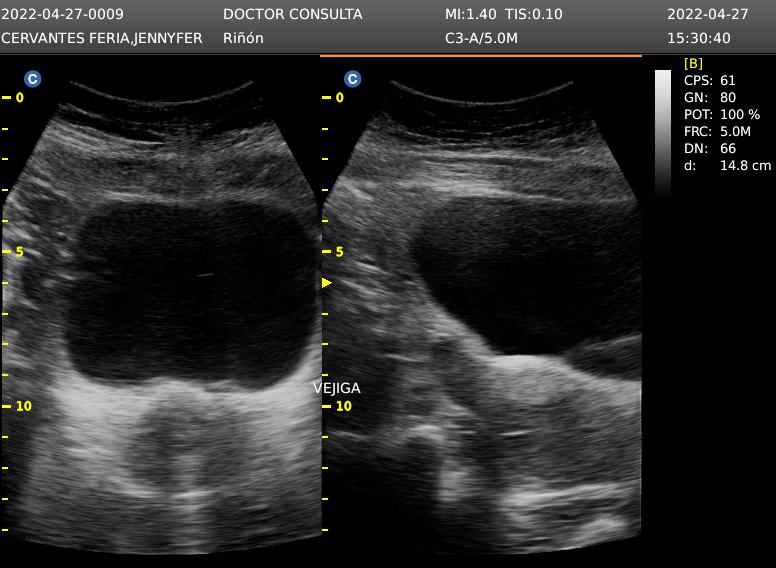 2022-04-27-0009 DOCTOR CONSULTA MI:1.40 TIS:0.10 2022-04-27
CERVANTES FERIA,JENNYFER Riñón C3-A/5.0M 15:30:40
C C
[B]
CPS: 61
GN: 80
POT: 100 %
FRC: 5.0M
DN: 66
d: 14.8 cm
0 0
5 5
VEJIGA
10 10